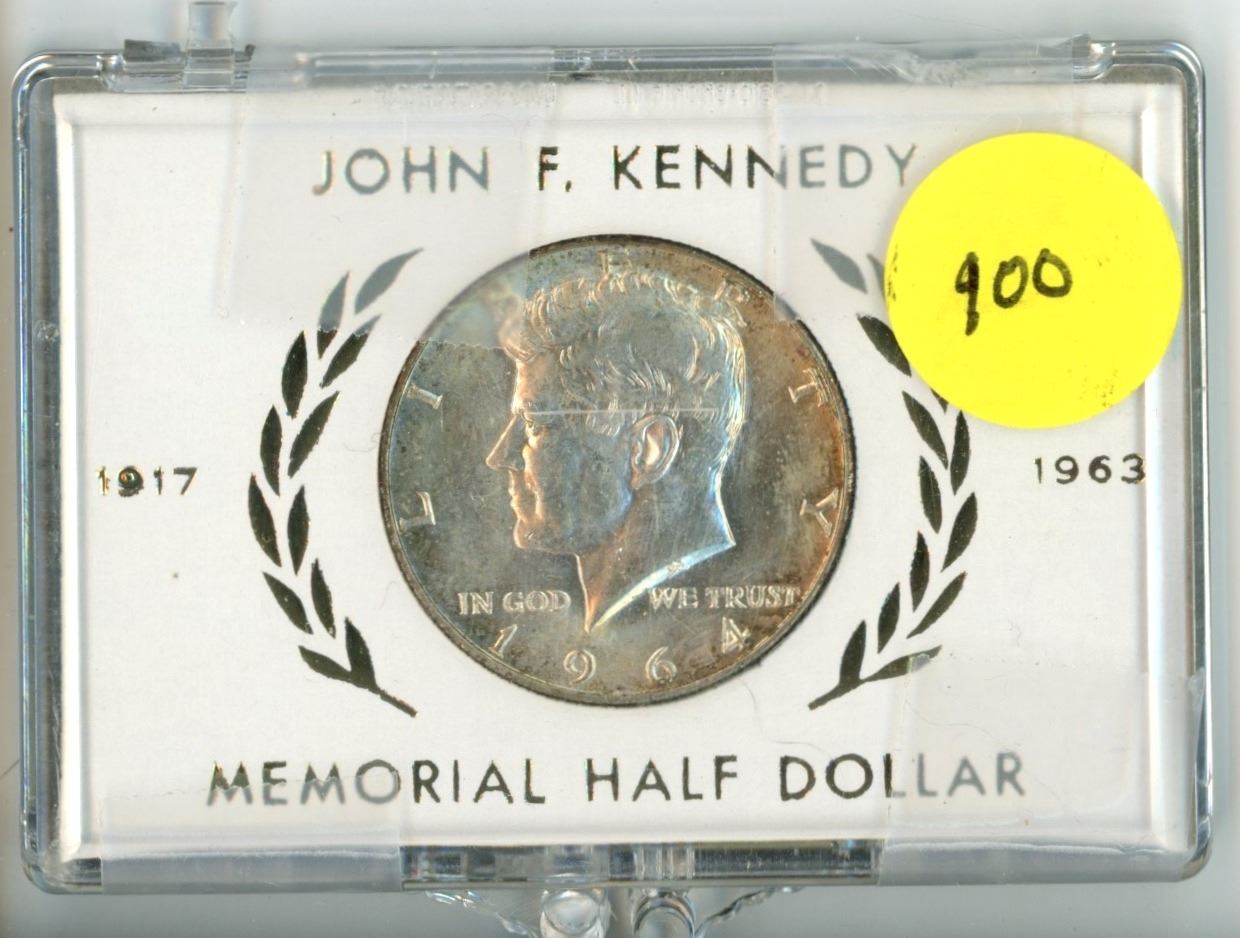 JOHN F. KENNEDY
900
1917
1963
LIBERTY
IN GOD WE TRUST
1964
MEMORIAL HALF DOLLAR